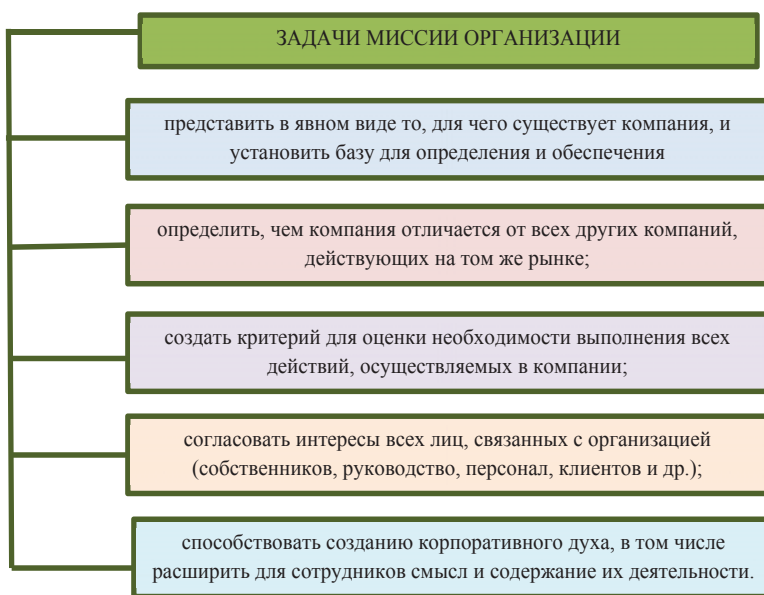 ЗАДАЧИ МИССИИ ОРГАНИЗАЦИИ
представить в явном виде то, для чего существует компания, и
установить базу для определения и обеспечения
определить, чем компания отличается от всех других компаний,
действующих на том же рынке;
создать критерий для оценки необходимости выполнения всех
действий, осуществляемых в компании;
согласовать интересы всех лиц, связанных с организацией
(собственников, руководство, персонал, клиентов и др.);
способствовать созданию корпоративного духа, в том числе
расширить для сотрудников смысл и содержание их деятельности.